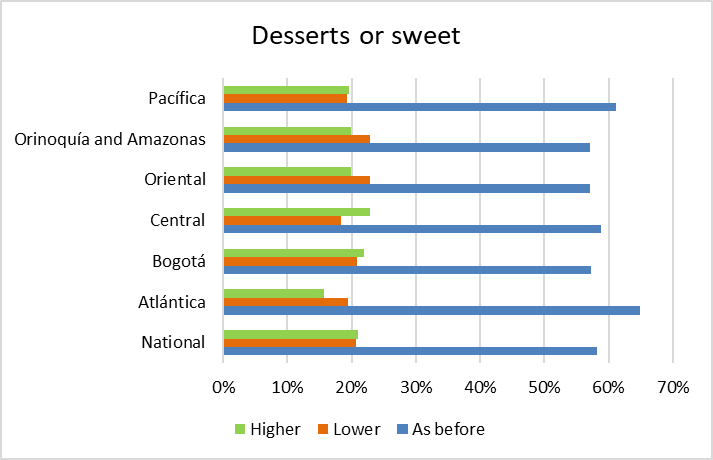 Desserts or sweet
Pacífica
Orinoquía and Amazonas
Oriental
Central
Bogotá
Atlántica
National
0% 10% 20% 30% 40% 50% 60% 70%
Higher Lower As before